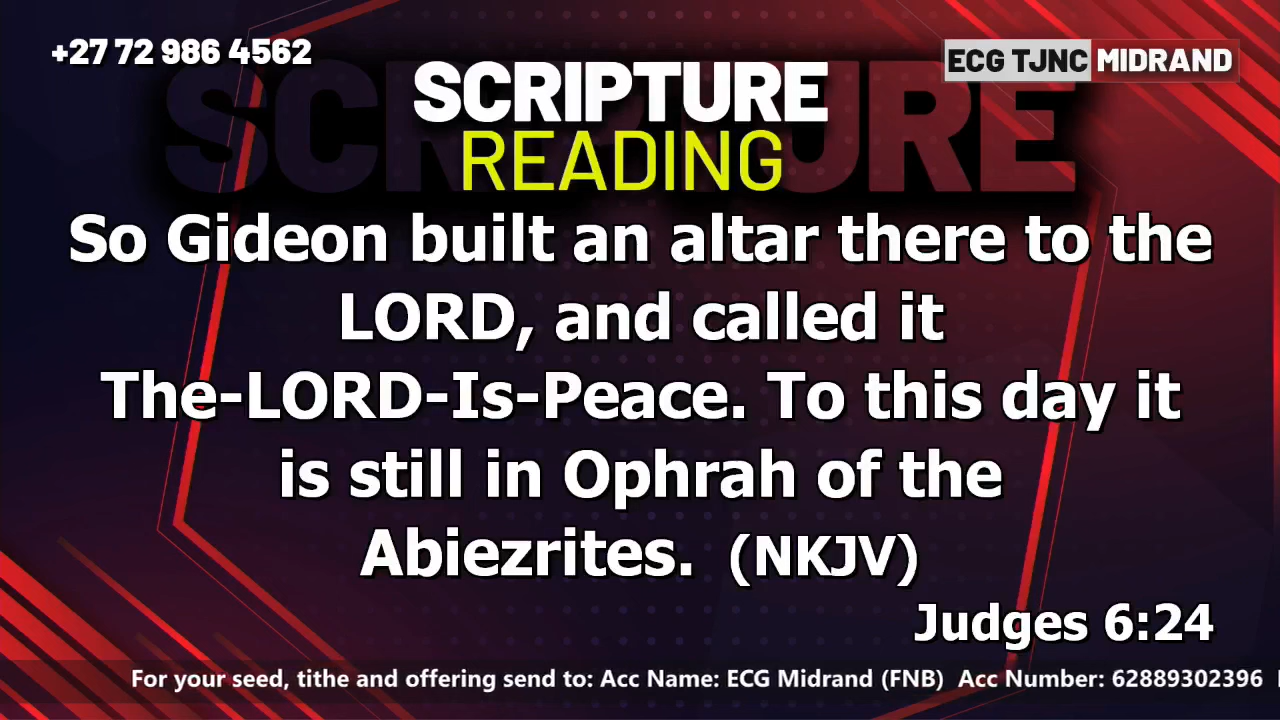 +27 72 986 4562
ECG TJNC MIDRAND
SCRIPTURE
SCRIPTURE
READING
So Gideon built an altar there to the
LORD, and called it
The-LORD-Is-Peace. To this day it
is still in Ophrah of the
Abiezrites. (NKJV)
Judges 6:24
For your seed, tithe and offering send to: Acc Name: ECG Midrand (FNB) Acc Number: 62889302396